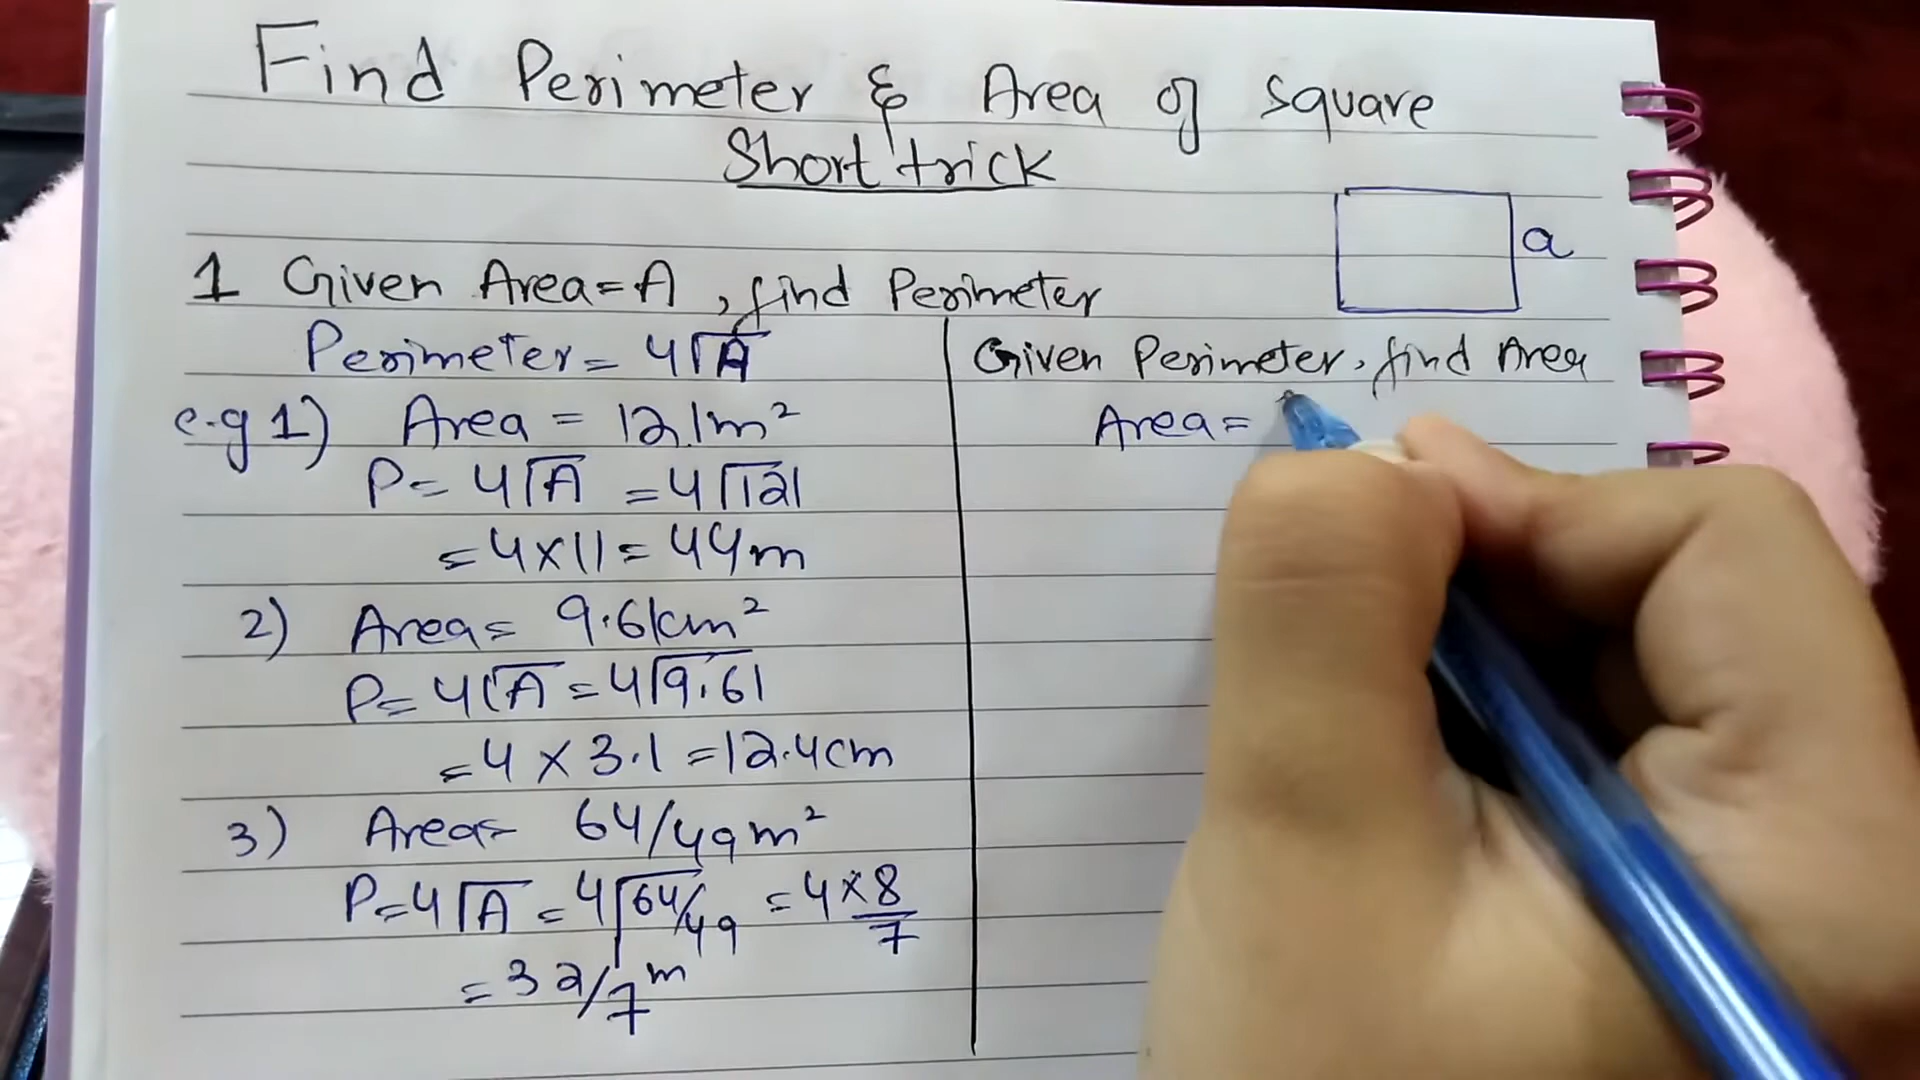 Find Perimeter & Area of square
Short trick
a
1 Given Area=A, find Perimeter
Perimeter = 4√A
e.g 1) Area = 121m²
P= 4√A = 4√121
= 4×11 = 44m
2) Area= 9.61cm²
P= 4√A = 4√9.61
= 4 × 3.1 = 12.4cm
3) Area= 64/49m²
P=4√A = 4√64/49 = 4×8/7
= 32/7 m
Given Perimeter, find Area
Area=